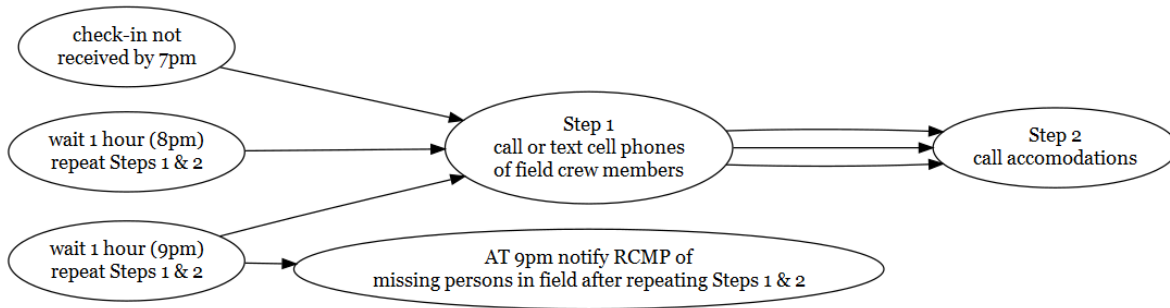 check-in not
received by 7pm
wait 1 hour (8pm)
repeat Steps 1 & 2
wait 1 hour (9pm)
repeat Steps 1 & 2
Step 1
call or text cell phones
of field crew members
AT 9pm notify RCMP of
missing persons in field after repeating Steps 1 & 2
Step 2
call accomodations